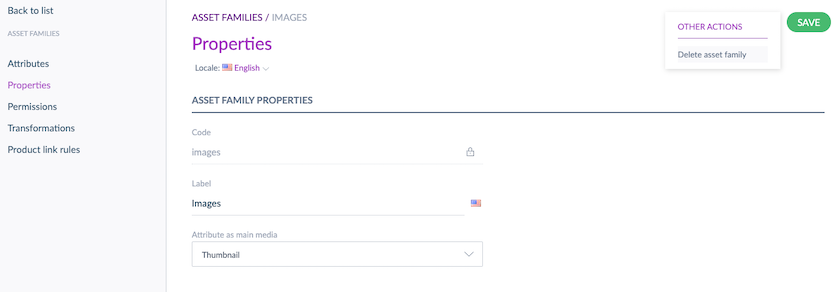 Back to list
ASSET FAMILIES
Attributes
Properties
Permissions
Transformations
Product link rules
ASSET FAMILIES / IMAGES
Properties
Locale: English
OTHER ACTIONS
Delete asset family
SAVE
ASSET FAMILY PROPERTIES
Code
images
Label
Images
Attribute as main media
Thumbnail